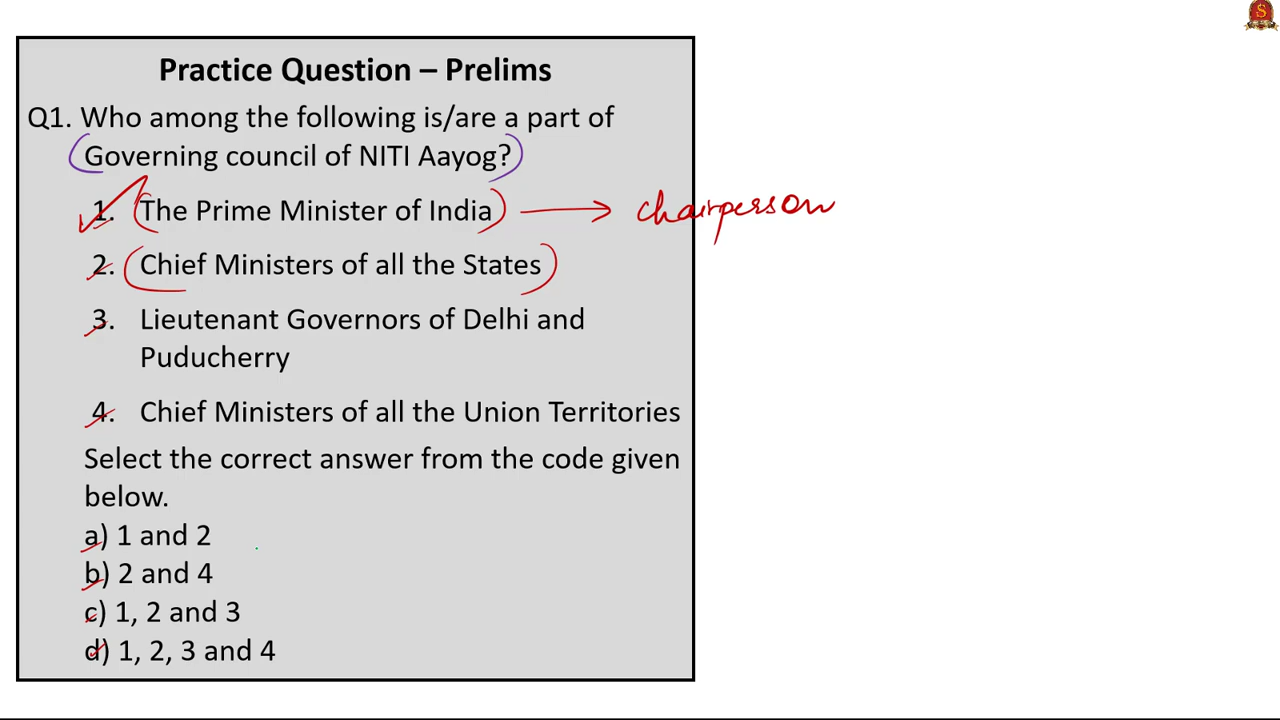 Practice Question – Prelims
Q1. Who among the following is/are a part of
Governing council of NITI Aayog?
1. The Prime Minister of India chairperson
2. Chief Ministers of all the States
3. Lieutenant Governors of Delhi and
Puducherry
4. Chief Ministers of all the Union Territories
Select the correct answer from the code given
below.
a) 1 and 2
b) 2 and 4
c) 1, 2 and 3
d) 1, 2, 3 and 4